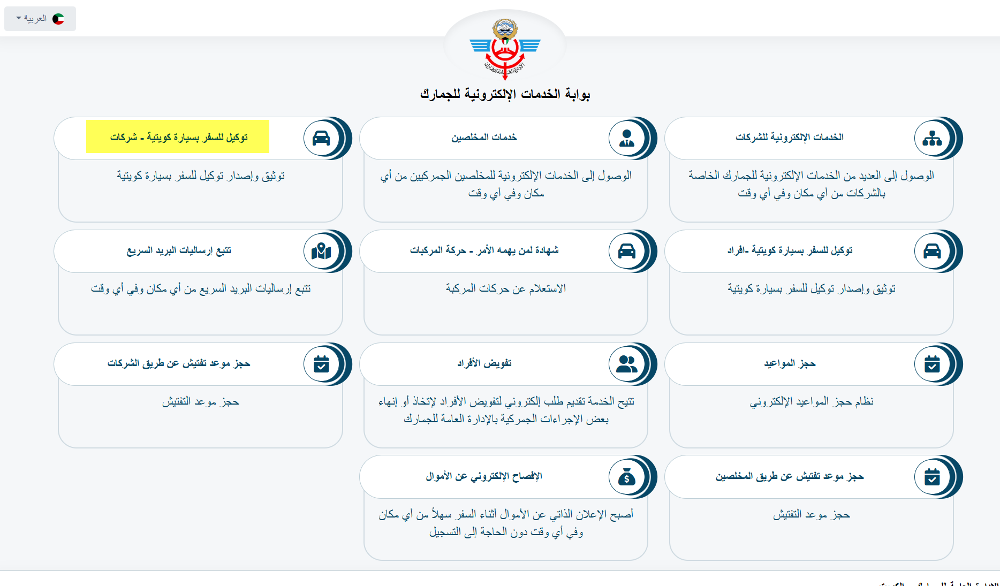 العربية
الإدارة العامة للجمارك
بوابة الخدمات الإلكترونية للجمارك
الخدمات الإلكترونية للشركات
الوصول إلى العديد من الخدمات الإلكترونية للجمارك الخاصة
بالشركات من أي مكان وفي أي وقت
خدمات المخلصين
الوصول إلى الخدمات الإلكترونية للمخلصين الجمركيين من أي
مكان وفي أي وقت
توكيل للسفر بسيارة كويتية - شركات
توثيق وإصدار توكيل للسفر بسيارة كويتية
توكيل للسفر بسيارة كويتية -افراد
توثيق وإصدار توكيل للسفر بسيارة كويتية
شهادة لمن يهمه الأمر - حركة المركبات
الاستعلام عن حركات المركبة
تتبع إرساليات البريد السريع
تتبع إرساليات البريد السريع من أي مكان وفي أي وقت
حجز المواعيد
نظام حجز المواعيد الإلكتروني
تفويض الأفراد
تتيح الخدمة تقديم طلب إلكتروني لتفويض الأفراد لإتخاذ أو إنهاء
بعض الإجراءات الجمركية بالإدارة العامة للجمارك
حجز موعد تفتيش عن طريق الشركات
حجز موعد التفتيش
حجز موعد تفتيش عن طريق المخلصين
حجز موعد التفتيش
الإفصاح الإلكتروني عن الأموال
أصبح الإعلان الذاتي عن الأموال أثناء السفر سهلاً من أي مكان
وفي أي وقت دون الحاجة إلى التسجيل